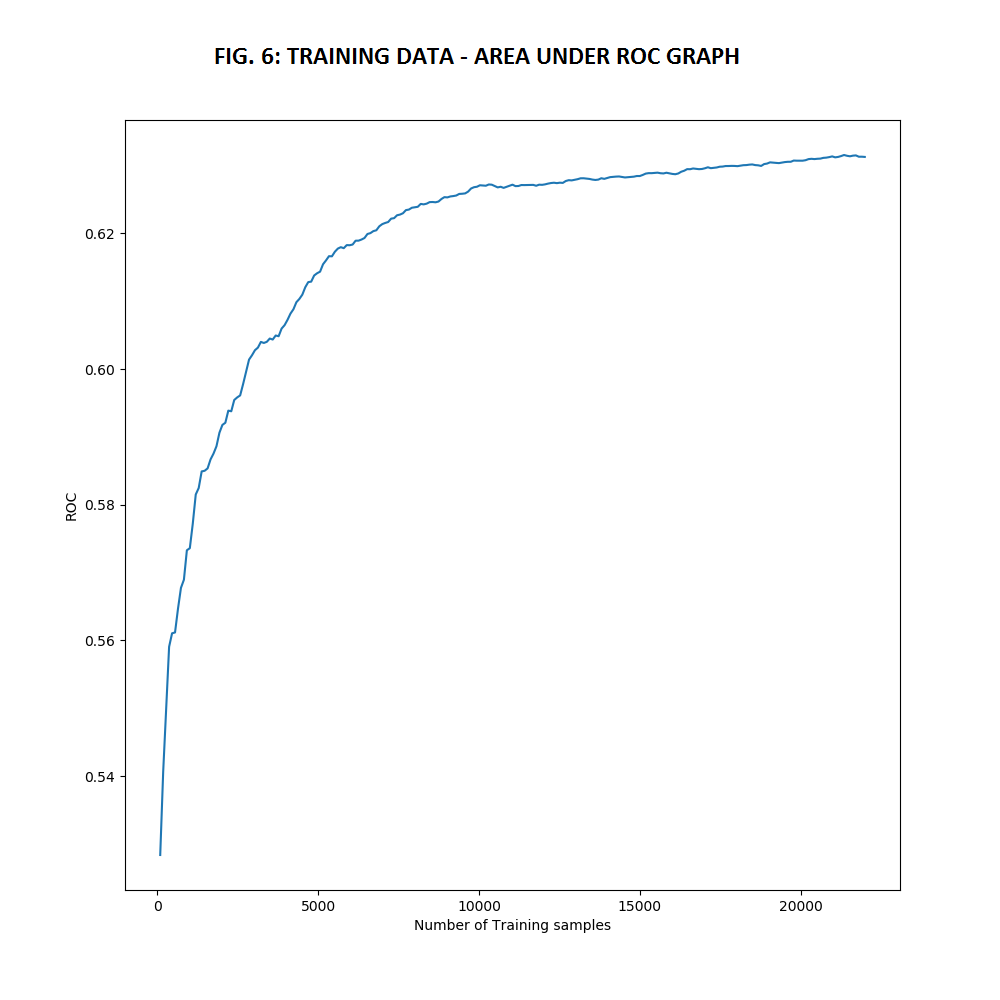 FIG. 6: TRAINING DATA - AREA UNDER ROC GRAPH
0.62
0.60
0.58
0.56
0.54
ROC
0 5000 10000 15000 20000
Number of Training samples